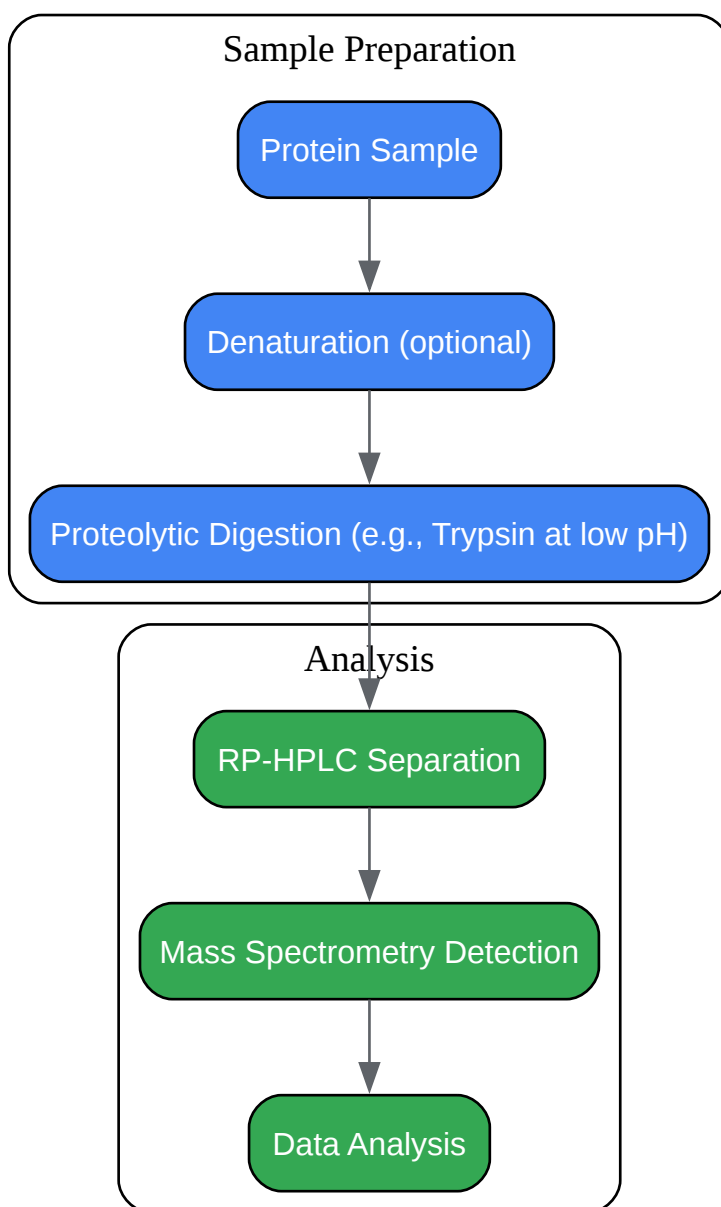 Sample Preparation
Protein Sample
Denaturation (optional)
Proteolytic Digestion (e.g., Trypsin at low pH)
Analysis
RP-HPLC Separation
Mass Spectrometry Detection
Data Analysis